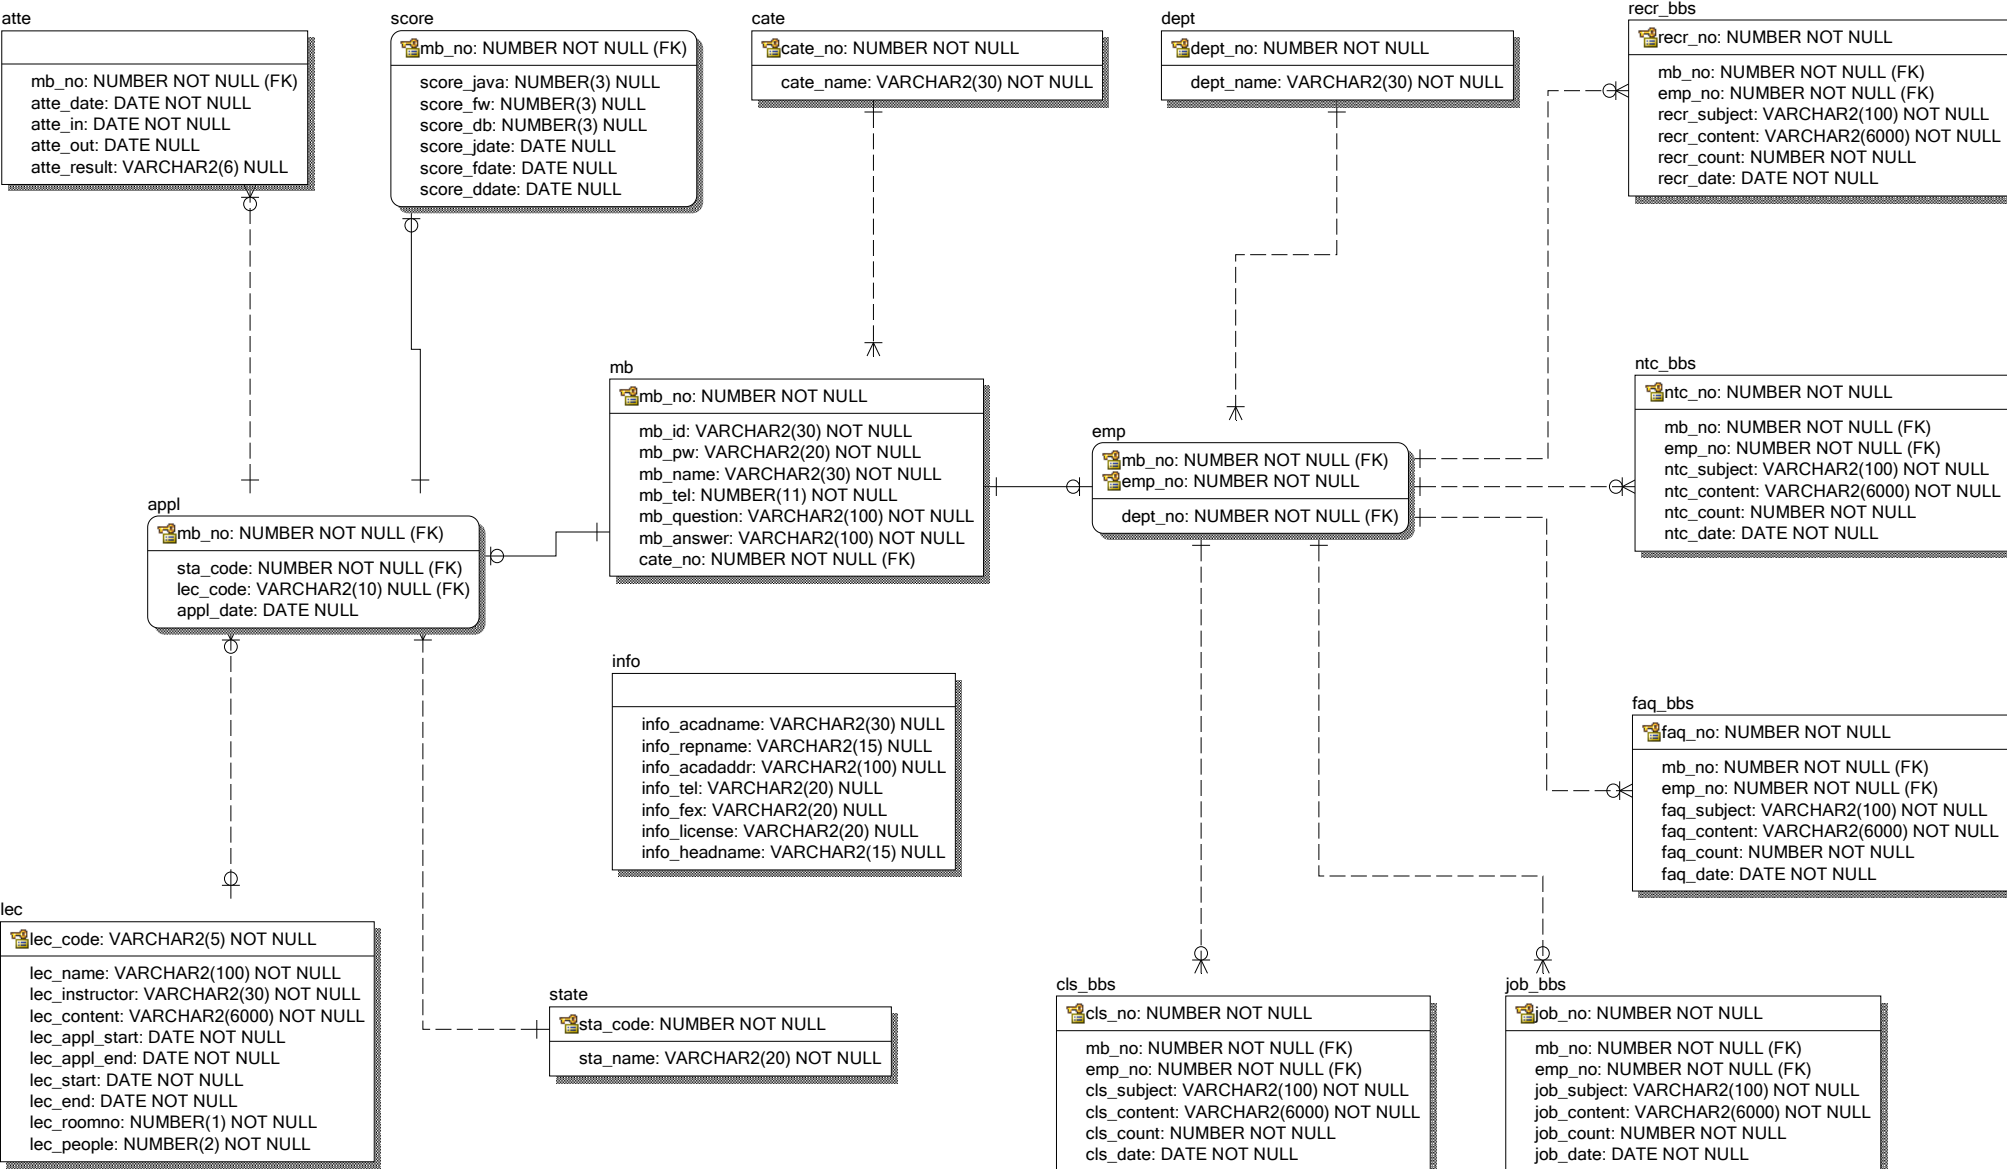 atte
mb_no: NUMBER NOT NULL (FK)
atte_date: DATE NOT NULL
atte_in: DATE NOT NULL
atte_out: DATE NULL
atte_result: VARCHAR2(6) NULL
score
mb_no: NUMBER NOT NULL (FK)
score_java: NUMBER(3) NULL
score_fw: NUMBER(3) NULL
score_db: NUMBER(3) NULL
score_jdate: DATE NULL
score_fdate: DATE NULL
score_ddate: DATE NULL
cate
cate_no: NUMBER NOT NULL
cate_name: VARCHAR2(30) NOT NULL
dept
dept_no: NUMBER NOT NULL
dept_name: VARCHAR2(30) NOT NULL
recr_bbs
recr_no: NUMBER NOT NULL
mb_no: NUMBER NOT NULL (FK)
emp_no: NUMBER NOT NULL (FK)
recr_subject: VARCHAR2(100) NOT NULL
recr_content: VARCHAR2(6000) NOT NULL
recr_count: NUMBER NOT NULL
recr_date: DATE NOT NULL
mb
mb_no: NUMBER NOT NULL
mb_id: VARCHAR2(30) NOT NULL
mb_pw: VARCHAR2(20) NOT NULL
mb_name: VARCHAR2(30) NOT NULL
mb_tel: NUMBER(11) NOT NULL
mb_question: VARCHAR2(100) NOT NULL
mb_answer: VARCHAR2(100) NOT NULL
cate_no: NUMBER NOT NULL (FK)
emp
mb_no: NUMBER NOT NULL (FK)
emp_no: NUMBER NOT NULL
dept_no: NUMBER NOT NULL (FK)
ntc_bbs
ntc_no: NUMBER NOT NULL
mb_no: NUMBER NOT NULL (FK)
emp_no: NUMBER NOT NULL (FK)
ntc_subject: VARCHAR2(100) NOT NULL
ntc_content: VARCHAR2(6000) NOT NULL
ntc_count: NUMBER NOT NULL
ntc_date: DATE NOT NULL
appl
mb_no: NUMBER NOT NULL (FK)
sta_code: NUMBER NOT NULL (FK)
lec_code: VARCHAR2(10) NULL (FK)
appl_date: DATE NULL
info
info_acadname: VARCHAR2(30) NULL
info_repname: VARCHAR2(15) NULL
info_acadaddr: VARCHAR2(100) NULL
info_tel: VARCHAR2(20) NULL
info_fex: VARCHAR2(20) NULL
info_license: VARCHAR2(20) NULL
info_headname: VARCHAR2(15) NULL
faq_bbs
faq_no: NUMBER NOT NULL
mb_no: NUMBER NOT NULL (FK)
emp_no: NUMBER NOT NULL (FK)
faq_subject: VARCHAR2(100) NOT NULL
faq_content: VARCHAR2(6000) NOT NULL
faq_count: NUMBER NOT NULL
faq_date: DATE NOT NULL
lec
lec_code: VARCHAR2(5) NOT NULL
lec_name: VARCHAR2(100) NOT NULL
lec_instructor: VARCHAR2(30) NOT NULL
lec_content: VARCHAR2(6000) NOT NULL
lec_appl_start: DATE NOT NULL
lec_appl_end: DATE NOT NULL
lec_start: DATE NOT NULL
lec_end: DATE NOT NULL
lec_roomno: NUMBER(1) NOT NULL
lec_people: NUMBER(2) NOT NULL
state
sta_code: NUMBER NOT NULL
sta_name: VARCHAR2(20) NOT NULL
cls_bbs
cls_no: NUMBER NOT NULL
mb_no: NUMBER NOT NULL (FK)
emp_no: NUMBER NOT NULL (FK)
cls_subject: VARCHAR2(100) NOT NULL
cls_content: VARCHAR2(6000) NOT NULL
cls_count: NUMBER NOT NULL
cls_date: DATE NOT NULL
job_bbs
job_no: NUMBER NOT NULL
mb_no: NUMBER NOT NULL (FK)
emp_no: NUMBER NOT NULL (FK)
job_subject: VARCHAR2(100) NOT NULL
job_content: VARCHAR2(6000) NOT NULL
job_count: NUMBER NOT NULL
job_date: DATE NOT NULL